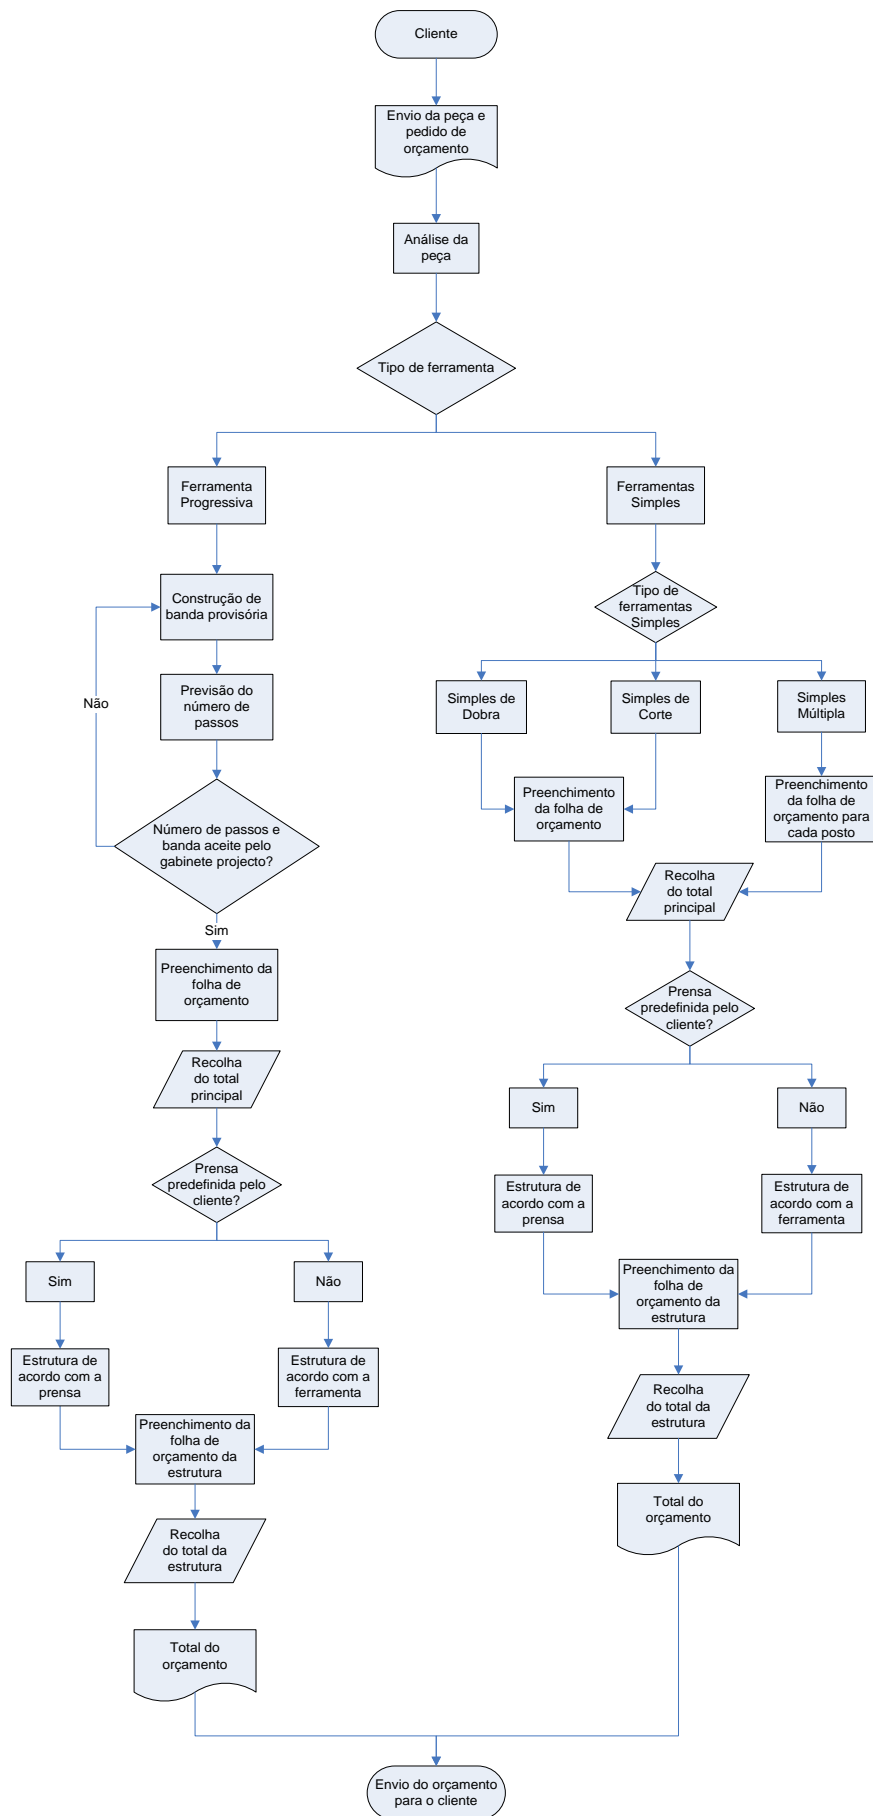 Cliente
Envio da peça e
pedido de
orçamento
Análise da
peça
Tipo de ferramenta
Ferramenta
Progressiva
Ferramentas
Simples
Construção de
banda provisória
Tipo de
ferramentas
Simples
Não
Previsão do
número de
passos
Simples de
Dobra
Simples de
Corte
Simples
Múltipla
Número de passos e
banda aceite pelo
gabinete projecto?
Preenchimento
da folha de
orçamento
Preenchimento
da folha de
orçamento para
cada posto
Sim
Recolha
do total
principal
Preenchimento da
folha de
orçamento
Prensa
predefinida pelo
cliente?
Recolha
do total
principal
Sim
Não
Prensa
predefinida pelo
cliente?
Estrutura de
acordo com a
prensa
Estrutura de
acordo com a
ferramenta
Sim
Não
Preenchimento da
folha de
orçamento da
estrutura
Estrutura de
acordo com a
prensa
Estrutura de
acordo com a
ferramenta
Recolha
do total da
estrutura
Preenchimento da
folha de
orçamento da
estrutura
Total do
orçamento
Recolha
do total da
estrutura
Total do
orçamento
Envio do orçamento
para o cliente